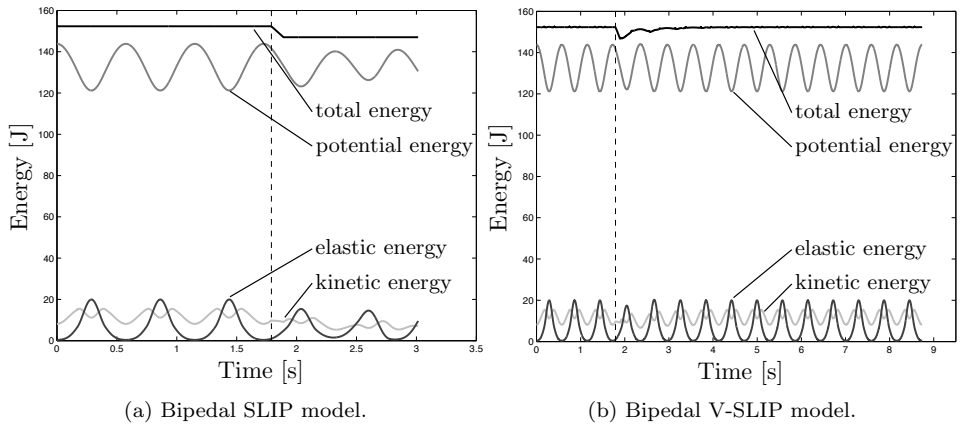 160
140
120
100
80
60
40
20
0
Energy [J]
total energy
potential energy
elastic energy
kinetic energy
0 0.5 1 1.5 2 2.5 3 3.5
Time [s]
(a) Bipedal SLIP model.
160
140
120
100
80
60
40
20
0
Energy [J]
total energy
potential energy
elastic energy
kinetic energy
0 1 2 3 4 5 6 7 8 9
Time [s]
(b) Bipedal V-SLIP model.